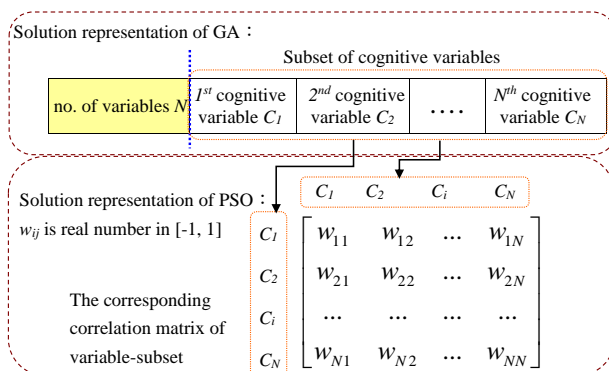 Solution representation of GA：
Subset of cognitive variables
no. of variables N
1st cognitive variable C1
2nd cognitive variable C2
....
Nth cognitive variable CN
Solution representation of PSO：
wij is real number in [-1, 1]
The corresponding
correlation matrix of
variable-subset
C1 C2 Ci CN
C1 w11 w12 ... w1N
C2 w21 w22 ... w2N
Ci ... ... ... ...
CN wN1 wN2 ... wNN